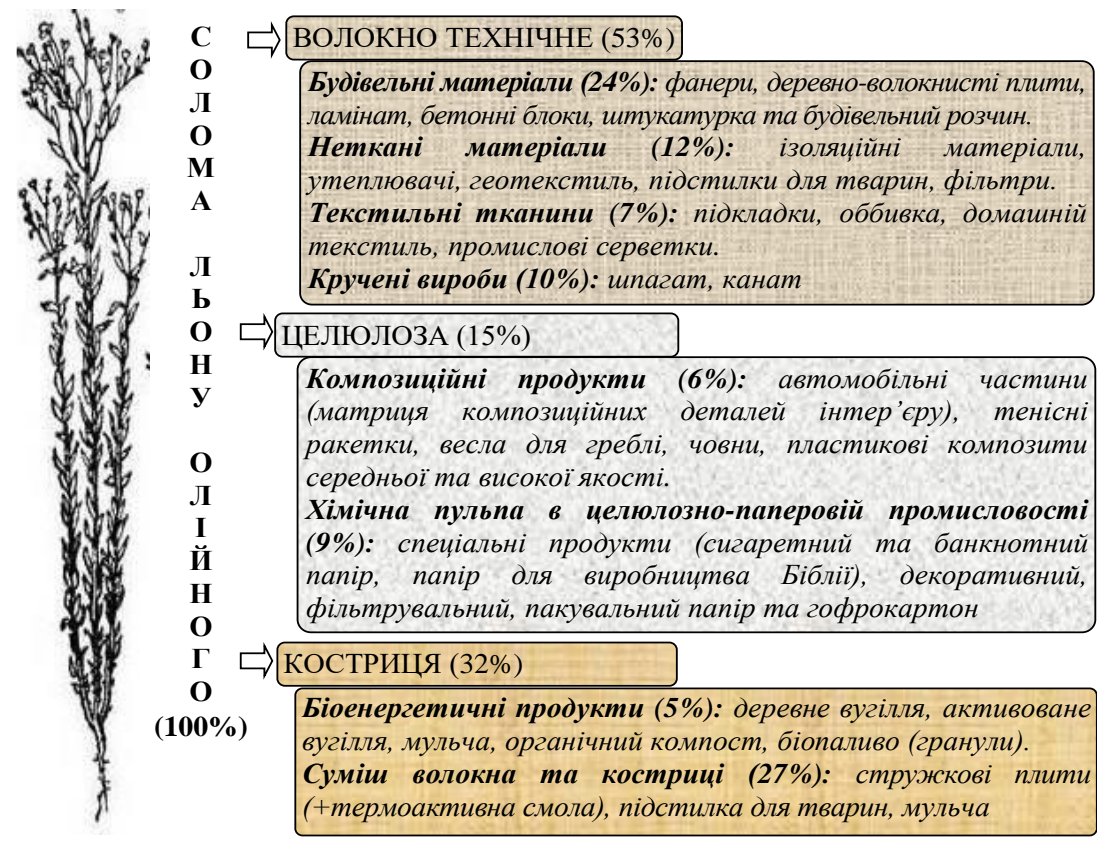 СОЛОМА ЛЬОНУ ОЛІЙНОГО
(100%)
ВОЛОКНО ТЕХНІЧНЕ (53%)
Будівельні матеріали (24%): фанери, деревно-волокнисті плити,
ламінат, бетонні блоки, штукатурка та будівельний розчин.
Неткані матеріали (12%): ізоляційні матеріали,
утеплювачі, геотекстиль, підстилки для тварин, фільтри.
Текстильні тканини (7%): підкладки, оббивка, домашній
текстиль, промислові серветки.
Кручені вироби (10%): шпагат, канат
ЦЕЛЮЛОЗА (15%)
Композиційні продукти (6%): автомобільні частини
(матриця композиційних деталей інтер’єру), тенісні
ракетки, весла для греблі, човни, пластикові композити
середньої та високої якості.
Хімічна пульпа в целюлозно-паперовій промисловості
(9%): спеціальні продукти (сигаретний та банкнотний
папір, папір для виробництва Біблії), декоративний,
фільтрувальний, пакувальний папір та гофрокартон
КОСТРИЦЯ (32%)
Біоенергетичні продукти (5%): деревне вугілля, активоване
вугілля, мульча, органічний компост, біопаливо (гранули).
Суміш волокна та костриці (27%): стружкові плити
(+термоактивна смола), підстилка для тварин, мульча